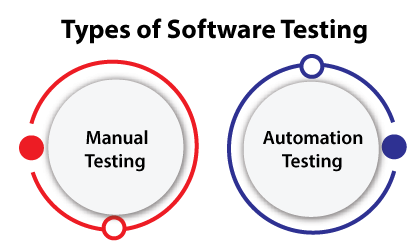 Types of Software Testing
Manual
Testing
Automation
Testing